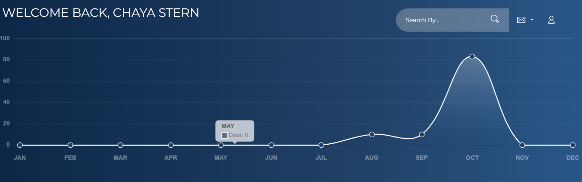 WELCOME BACK, CHAYA STERN
Search By...
100
80
60
40
20
0
MAY
Data: 0
JAN FEB MAR APR MAY JUN JUL AUG SEP OCT NOV DEC